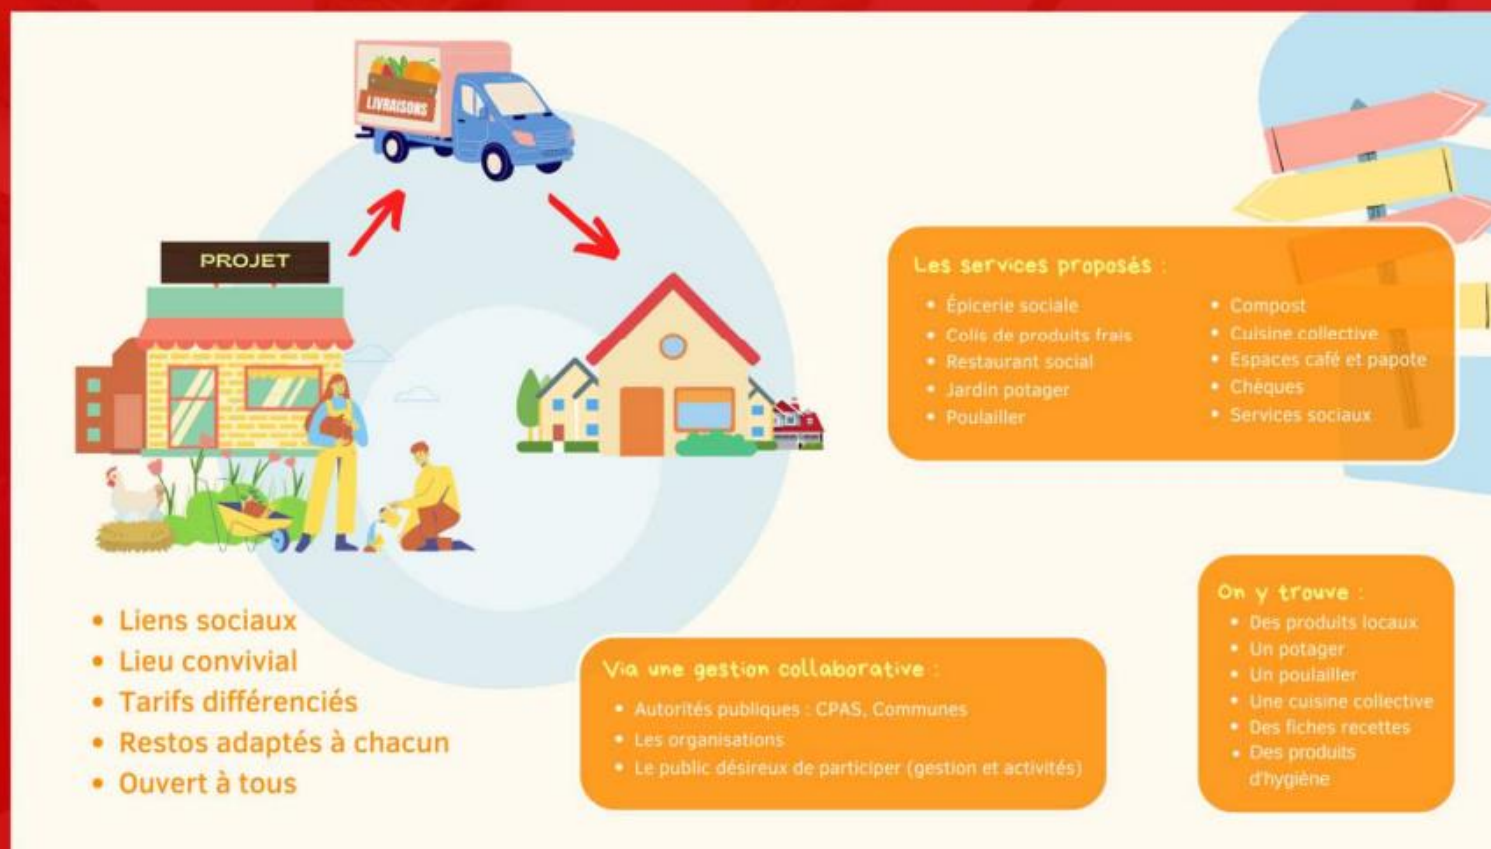 LIVRAISONS
PROJET
Les services proposés :
• Épicerie sociale
• Colis de produits frais
• Restaurant social
• Jardin potager
• Poulailler
• Compost
• Cuisine collective
• Espaces café et papote
• Chèques
• Services sociaux
• Liens sociaux
• Lieu convivial
• Tarifs différenciés
• Restos adaptés à chacun
• Ouvert à tous
Via une gestion collaborative :
• Autorités publiques : CPAS, Communes
• Les organisations
• Le public désireux de participer (gestion et activités)
On y trouve :
• Des produits locaux
• Un potager
• Un poulailler
• Une cuisine collective
• Des fiches recettes
• Des produits
d'hygiène